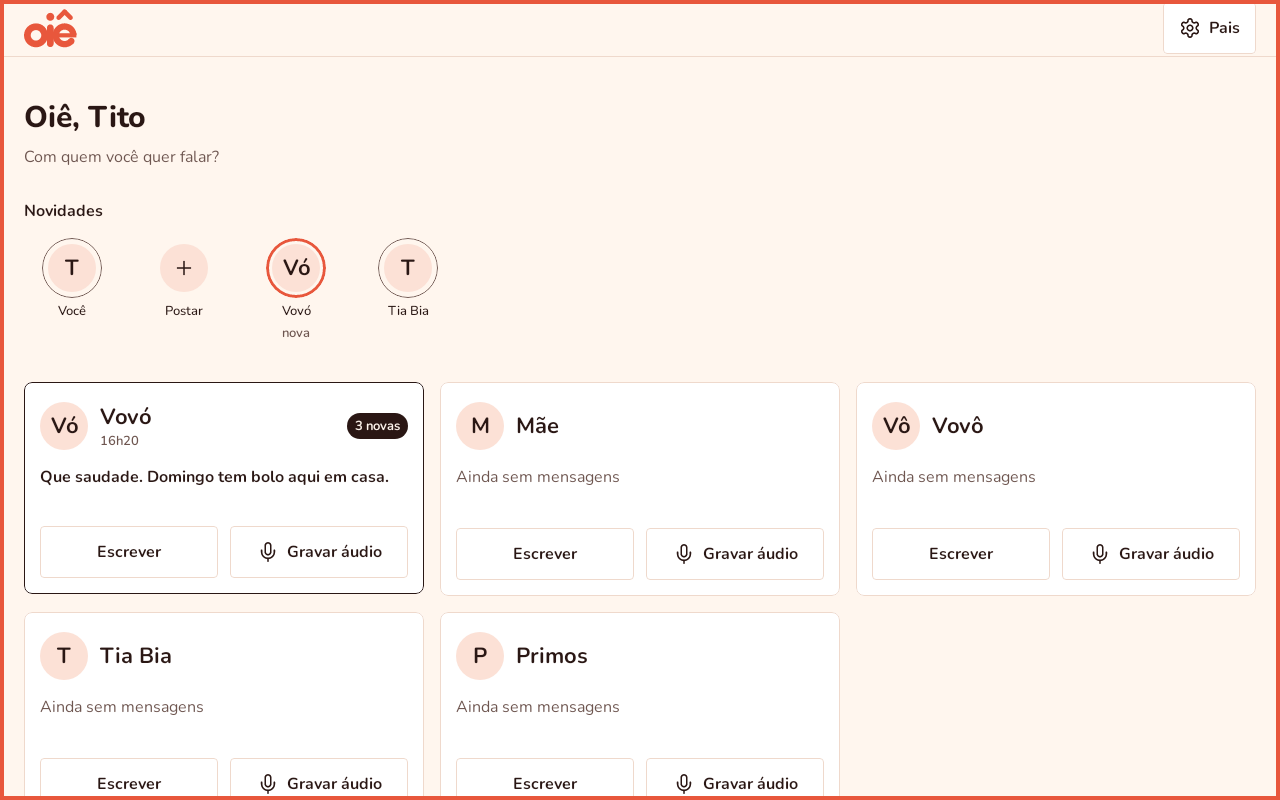 oiê
Pais
Oiê, Tito
Com quem você quer falar?
Novidades
T
Você
Postar
Vó
Vovó
nova
T
Tia Bia
Vó
Vovó
16h20
3 novas
Que saudade. Domingo tem bolo aqui em casa.
Escrever
Gravar áudio
M
Mãe
Ainda sem mensagens
Escrever
Gravar áudio
Vô
Vovô
Ainda sem mensagens
Escrever
Gravar áudio
T
Tia Bia
Ainda sem mensagens
Escrever
Gravar áudio
P
Primos
Ainda sem mensagens
Escrever
Gravar áudio